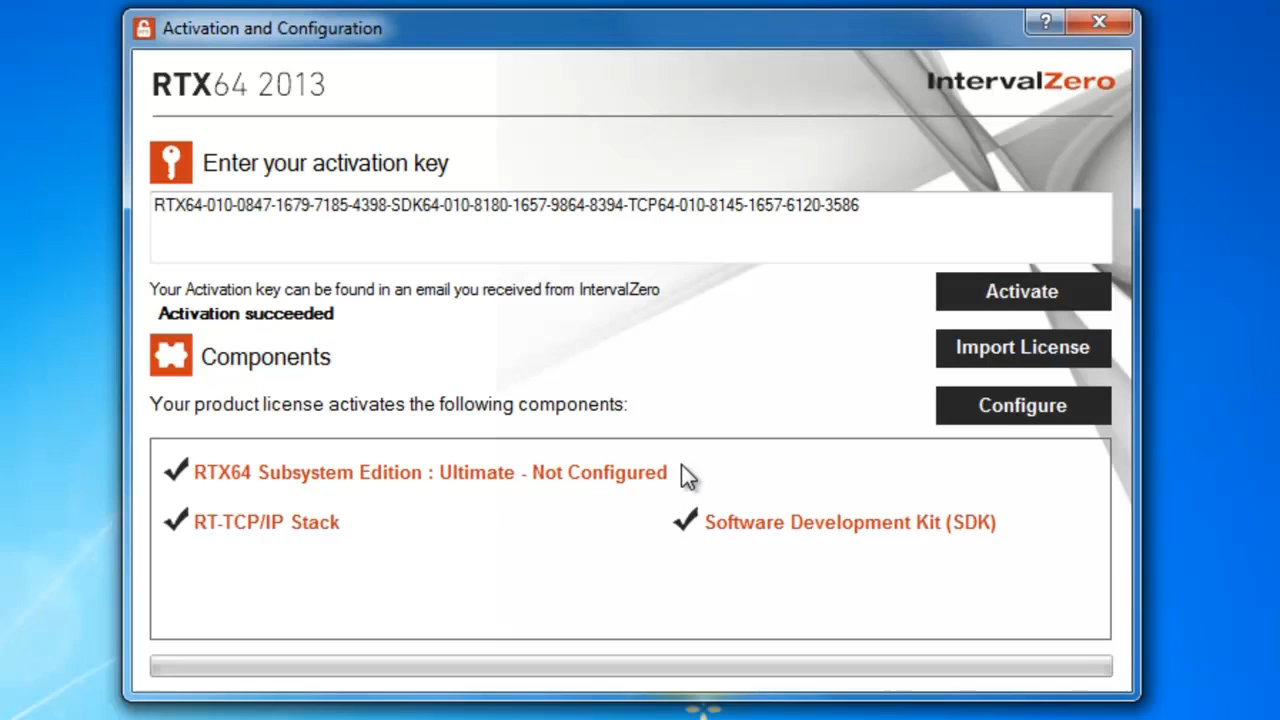 Activation and Configuration
?
RTX64 2013
IntervalZero
Enter your activation key
RTX64-010-0847-1679-7185-4398-SDK64-010-8180-1657-9864-8394-TCP64-010-8145-1657-6120-3586
Your Activation key can be found in an email you received from IntervalZero
Activate
Activation succeeded
Import License
Components
Your product license activates the following components:
Configure
RTX64 Subsystem Edition : Ultimate - Not Configured
RT-TCP/IP Stack
Software Development Kit (SDK)